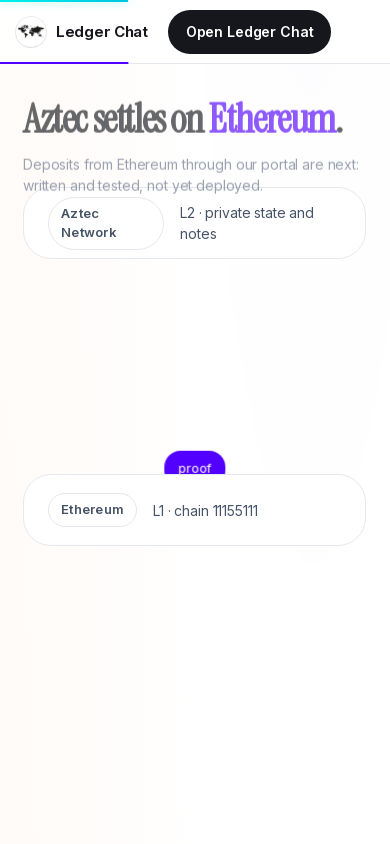 Ledger Chat
Open Ledger Chat
Aztec settles on Ethereum.
Deposits from Ethereum through our portal are next:
written and tested, not yet deployed.
Aztec
Network
L2 · private state and
notes
proof
Ethereum
L1 · chain 11155111